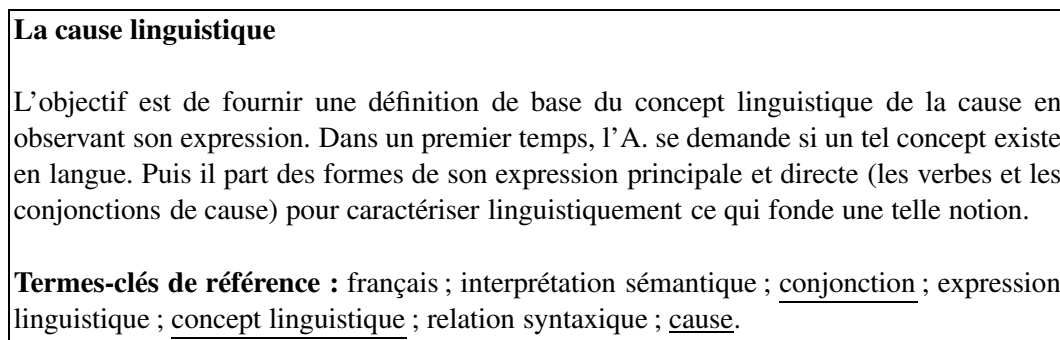 La cause linguistique
L'objectif est de fournir une définition de base du concept linguistique de la cause en
observant son expression. Dans un premier temps, l'A. se demande si un tel concept existe
en langue. Puis il part des formes de son expression principale et directe (les verbes et les
conjonctions de cause) pour caractériser linguistiquement ce qui fonde une telle notion.
Termes-clés de référence : français ; interprétation sémantique ; conjonction ; expression
linguistique ; concept linguistique ; relation syntaxique ; cause.